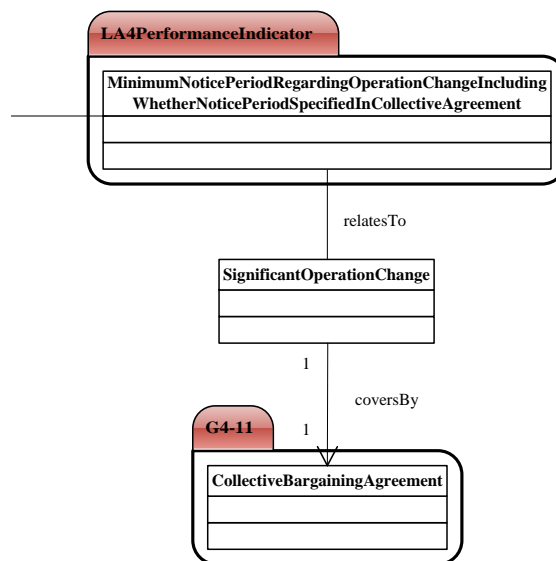 LA4PerformanceIndicator
MinimumNoticePeriodRegardingOperationChangeIncluding
WhetherNoticePeriodSpecifiedInCollectiveAgreement
relatesTo
SignificantOperationChange
1
coversBy
1
G4-11
CollectiveBargainingAgreement